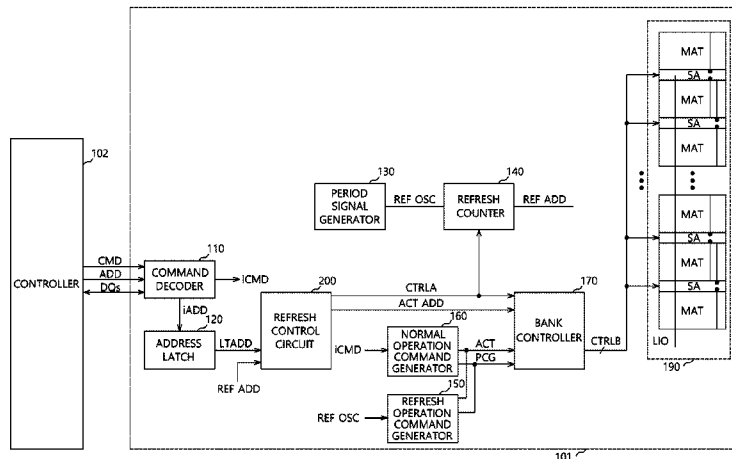 102
CONTROLLER
CMD
ADD
DQs
110
COMMAND
DECODER
iCMD
iADD
120
ADDRESS
LATCH
LTADD
REF ADD
130
PERIOD
SIGNAL
GENERATOR
REF OSC
140
REFRESH
COUNTER
REF ADD
200
REFRESH
CONTROL
CIRCUIT
CTRLA
ACT ADD
iCMD
160
NORMAL
OPERATION
COMMAND
GENERATOR
ACT
PCG
150
REF OSC
REFRESH
OPERATION
COMMAND
GENERATOR
170
BANK
CONTROLLER
CTRLB
MAT
SA
MAT
SA
MAT
MAT
SA
MAT
SA
MAT
LIO
190
101